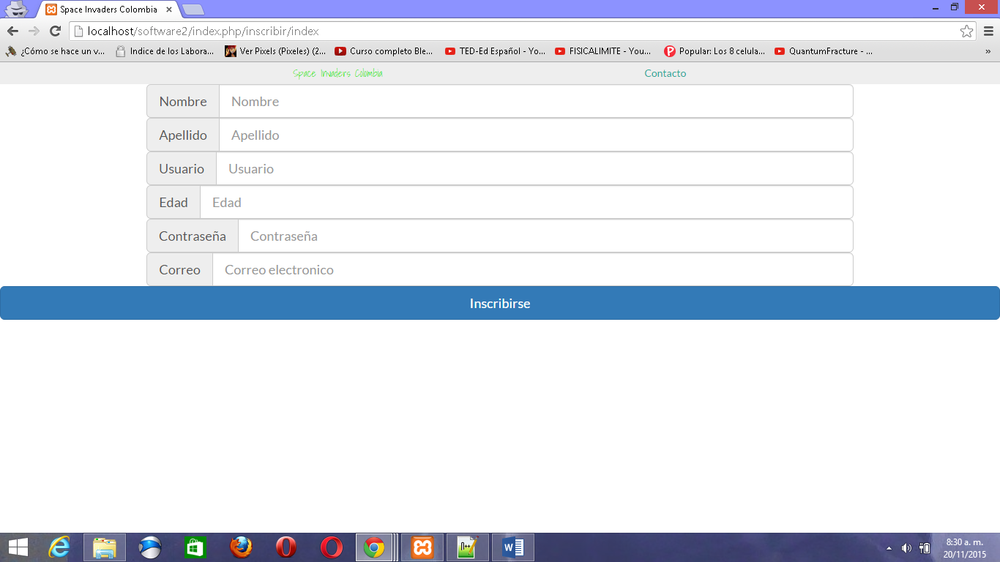 Space Invaders Colombia
localhost/software2/index.php/inscribir/index
¿Cómo se hace un v... Indice de los Labora... Ver Pixels (Pixeles) (2... Curso completo Ble... TED-Ed Español - Yo... FISICALIMITE - You... Popular: Los 8 celula... QuantumFracture - ... »
Space Invaders Colombia Contacto
Nombre Nombre
Apellido Apellido
Usuario Usuario
Edad Edad
Contraseña Contraseña
Correo Correo electronico
Inscribirse
8:30 a. m.
20/11/2015